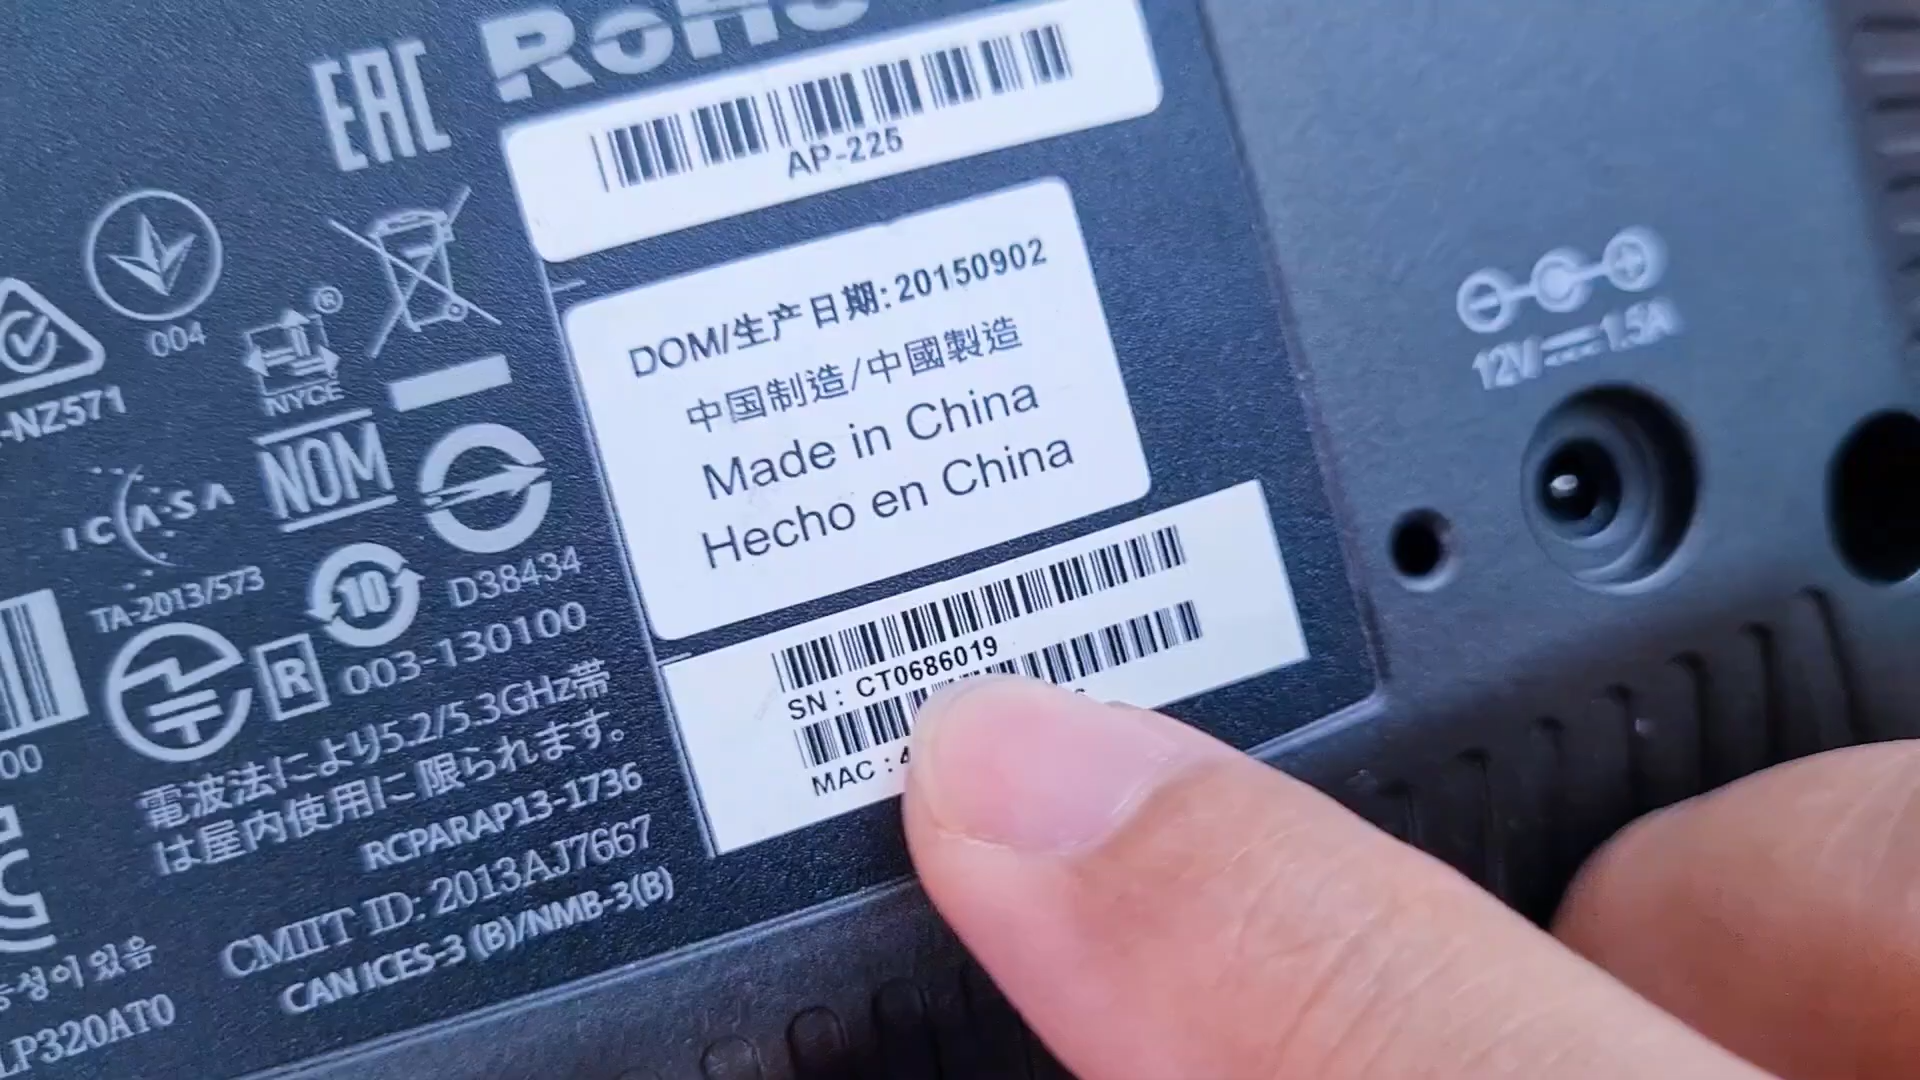 EAC
RoHS
AP-225
004
DOM/生产日期:20150902
中国制造/中國製造
Made in China
Hecho en China
12V 1.5A
-NZ571
NYCE
NOM
ICASA
TA-2013/573
10
D38434
R
003-130100
SN : CT0686019
MAC :
00
電波法により5.2/5.3GHz帯
は屋内使用に限られます。
RCPARAP13-1736
CMIIT ID: 2013AJ7667
CAN ICES-3 (B)/NMB-3(B)
성이 있음
LP320AT0